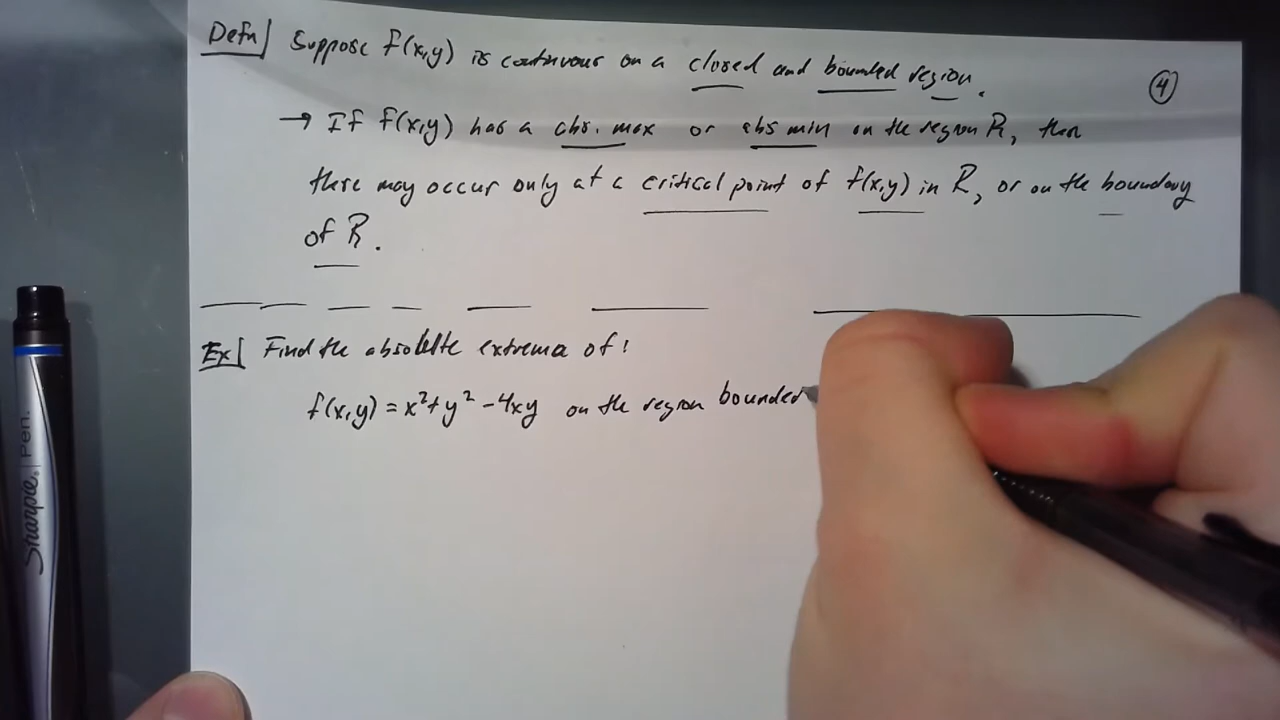 Defn Suppose f(x,y) is continuous on a closed and bounded region.
4
→ If f(x,y) has a abs. max or abs min on the region R, then
these may occur only at a critical point of f(x,y) in R, or on the boundary
of R.
Ex Find the absolute extrema of:
f(x,y) = x² + y² - 4xy on the region bounded
Sharpie. Pen.